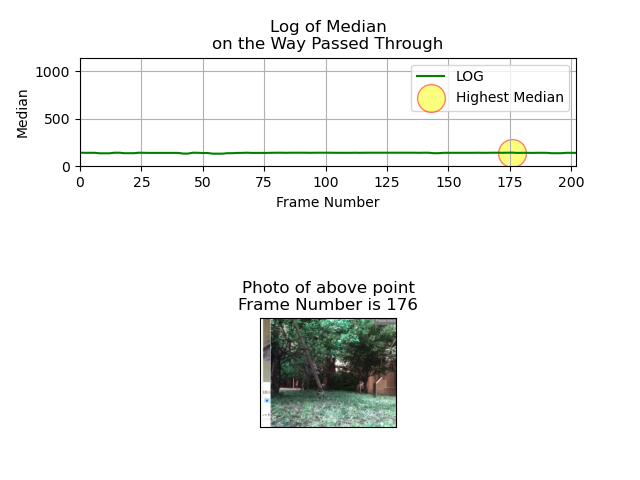 Log of Median
on the Way Passed Through
1000
500
0
Median
LOG
Highest Median
0 25 50 75 100 125 150 175 200
Frame Number
Photo of above point
Frame Number is 176